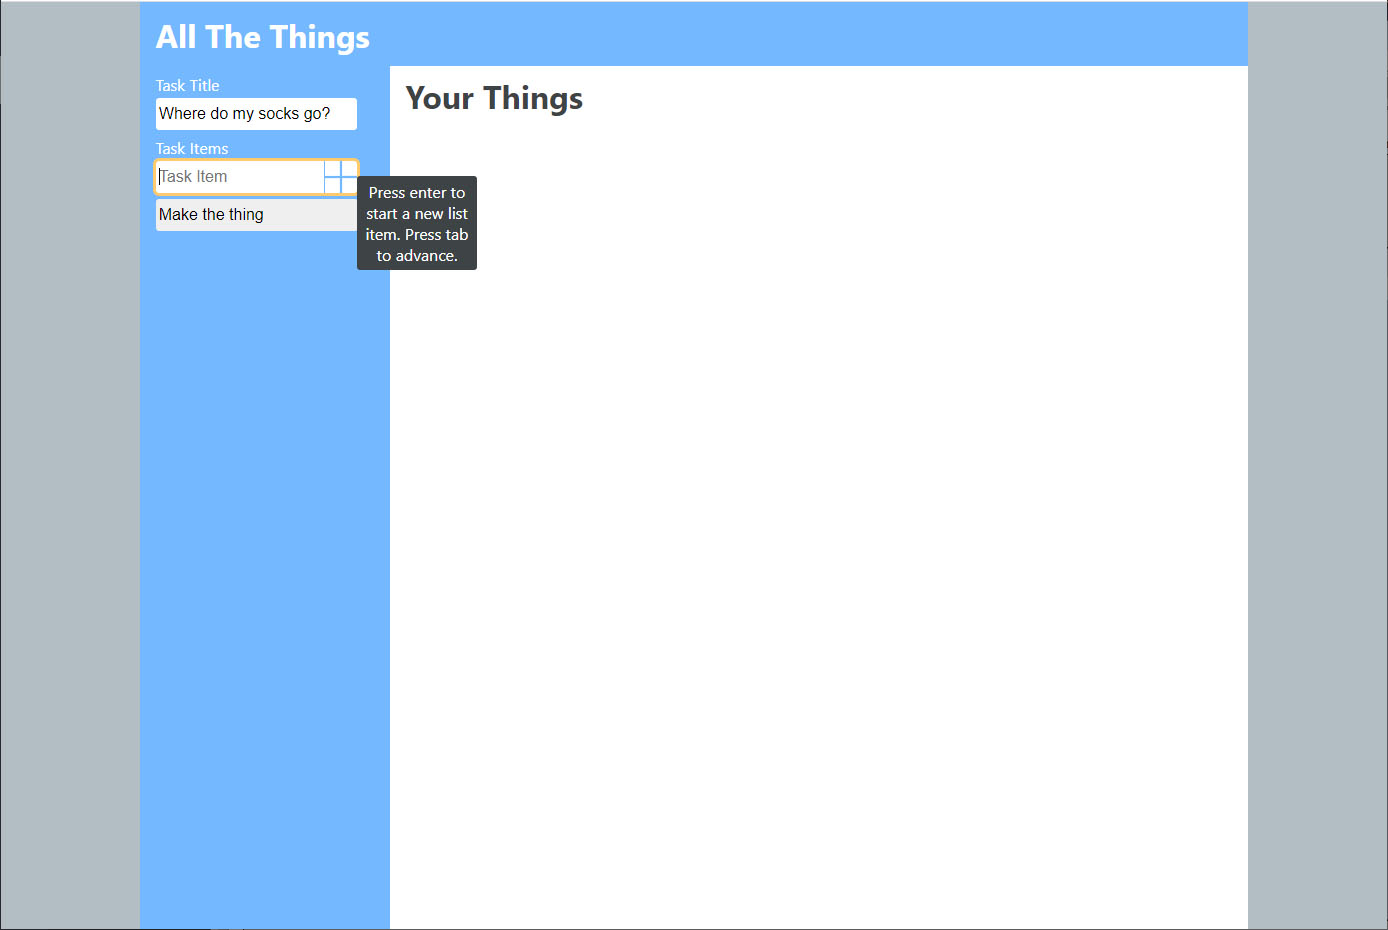 All The Things
Task Title
Where do my socks go?
Task Items
Task Item
Make the thing
Press enter to
start a new list
item. Press tab
to advance.
Your Things